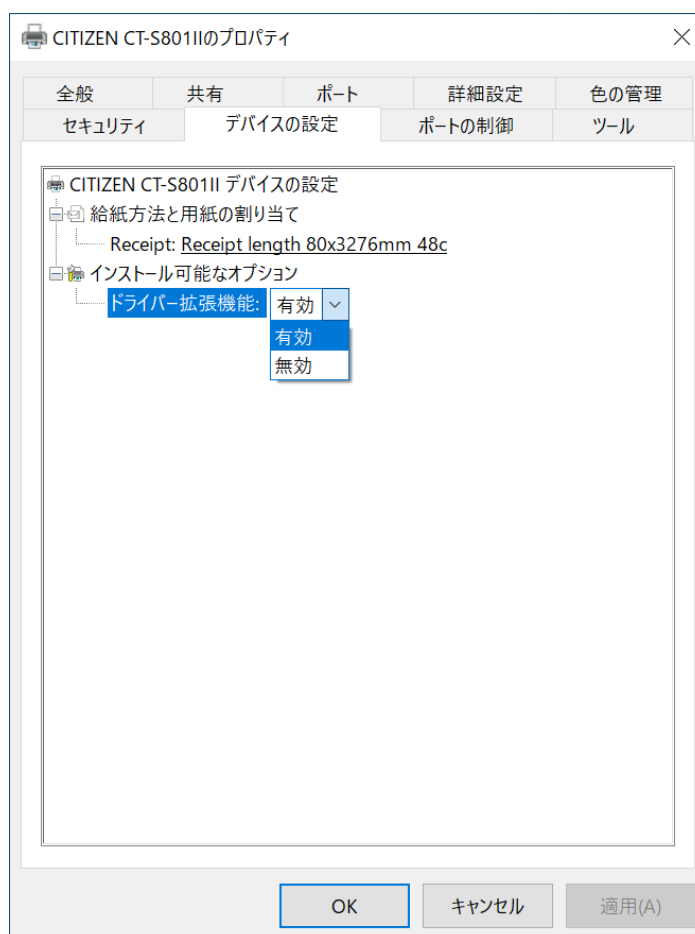 CITIZEN CT-S801IIのプロパティ
全般 共有 ポート 詳細設定 色の管理
セキュリティ デバイスの設定 ポートの制御 ツール
CITIZEN CT-S801II デバイスの設定
給紙方法と用紙の割り当て
Receipt: Receipt length 80x3276mm 48c
インストール可能なオプション
ドライバー拡張機能: 有効
有効
無効
OK キャンセル 適用(A)